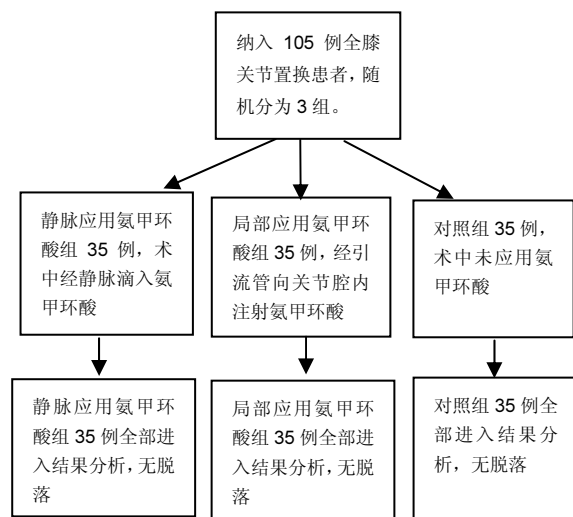 纳入 105 例全膝
关节置换患者，随
机分为 3 组。
静脉应用氨甲环
酸组 35 例，术
中经静脉滴入氨
甲环酸
局部应用氨甲环
酸组 35 例，经引
流管向关节腔内
注射氨甲环酸
对照组 35 例，
术中未应用氨
甲环酸
静脉应用氨甲环
酸组 35 例全部进
入结果分析，无脱
落
局部应用氨甲环
酸组 35 例全部进
入结果分析，无脱
落
对照组 35 例全
部进入结果分
析，无脱落